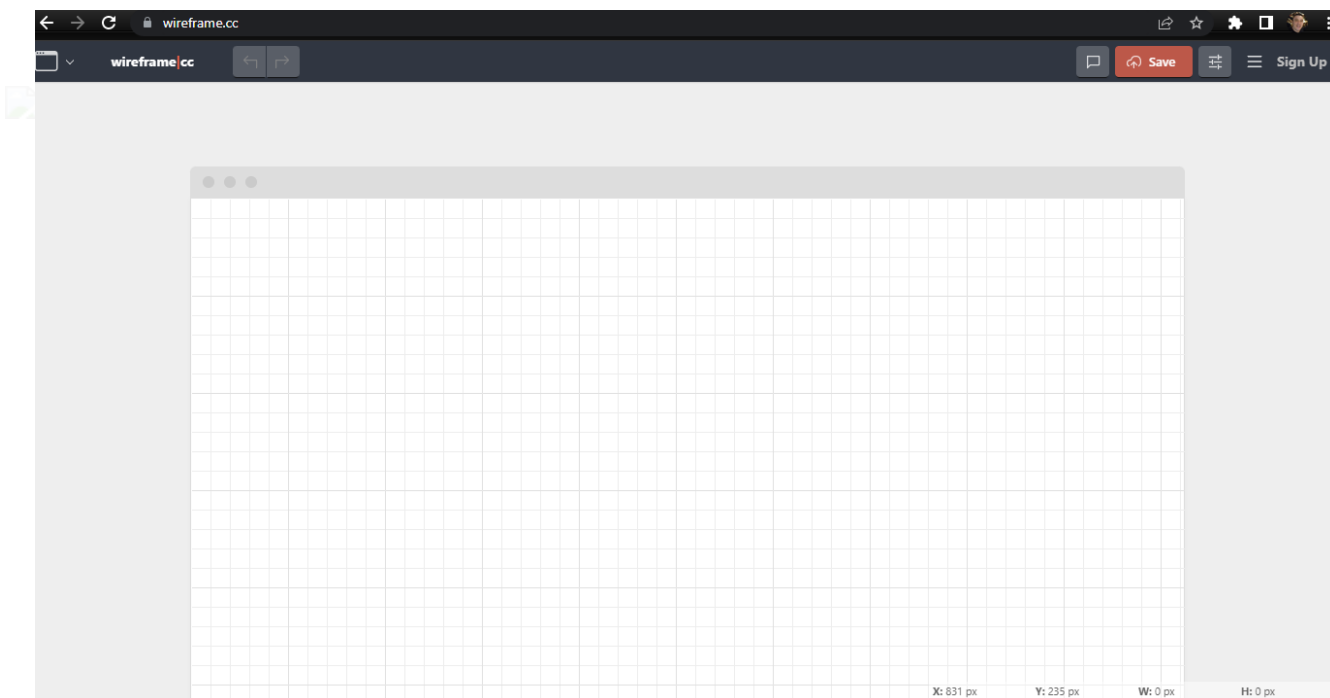 wireframe.cc
wireframe|cc
Save
Sign Up
X: 831 px Y: 235 px W: 0 px H: 0 px